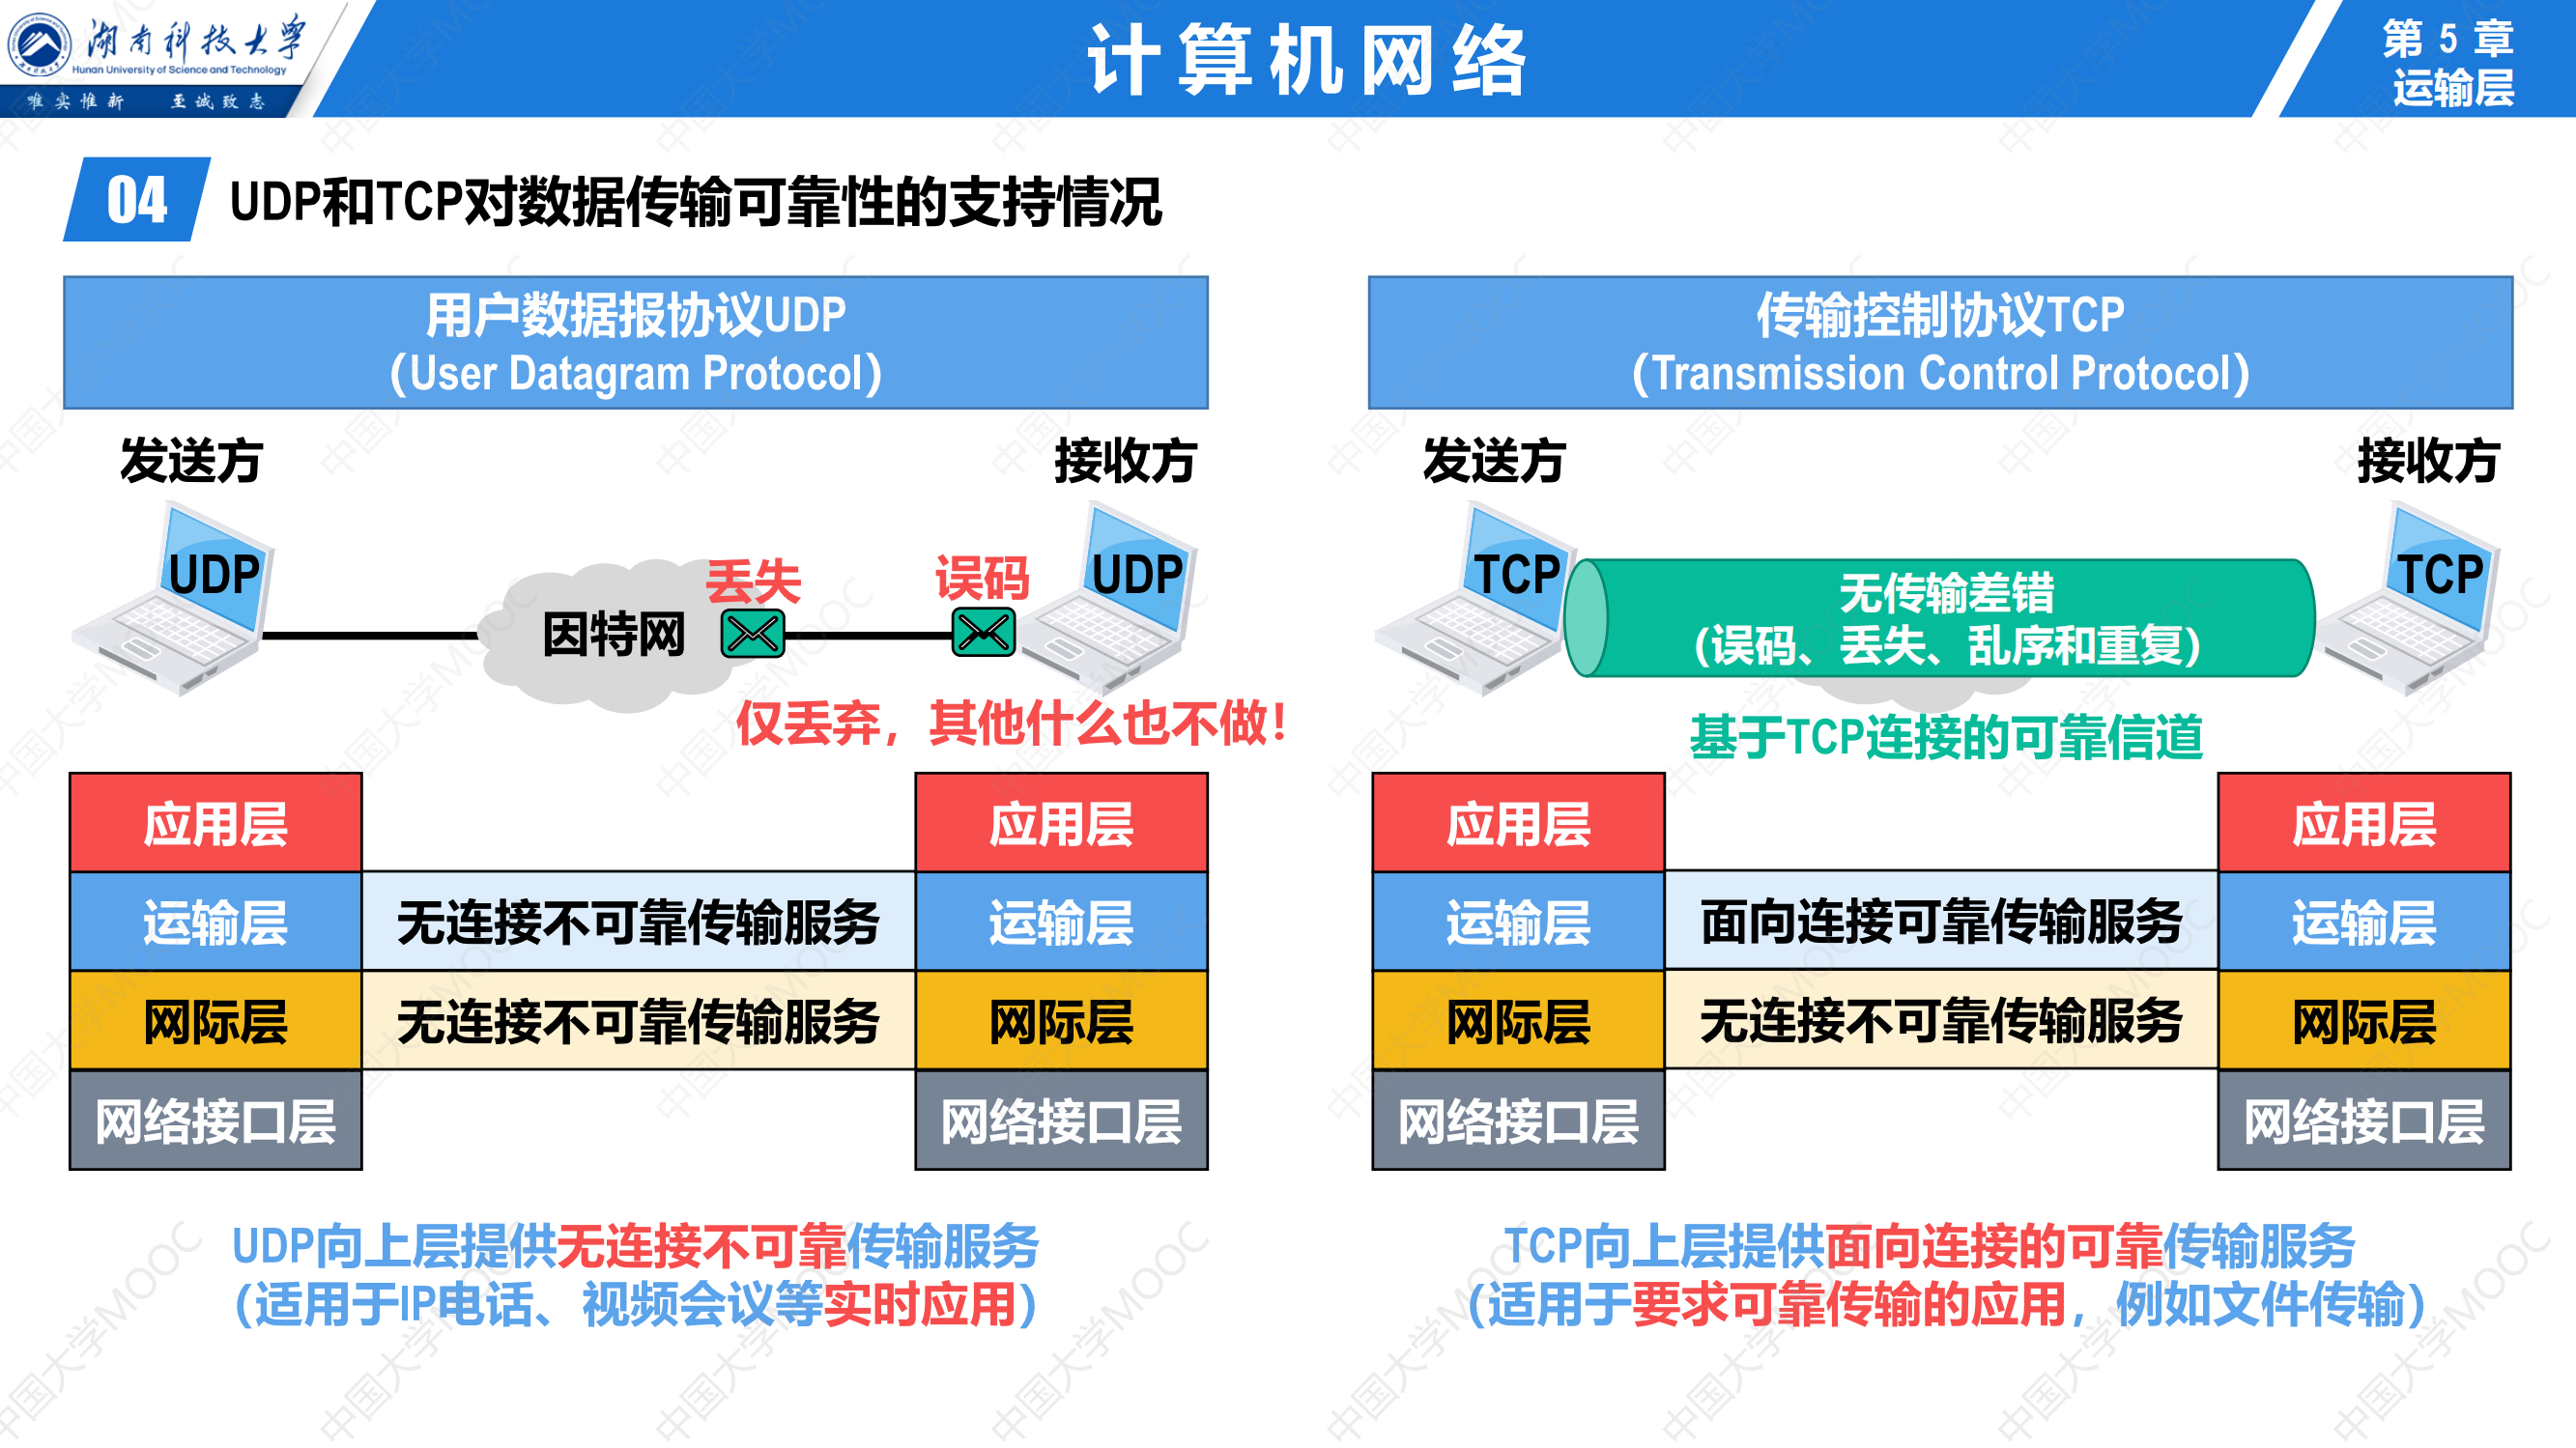 湖南科技大学
Hunan University of Science and Technology
唯实惟新 至诚致志
计算机网络
第 5 章
运输层
04 UDP和TCP对数据传输可靠性的支持情况
用户数据报协议UDP
(User Datagram Protocol)
发送方
接收方
UDP
因特网
丢失
误码
UDP
仅丢弃，其他什么也不做！
应用层
应用层
运输层
无连接不可靠传输服务
运输层
网际层
无连接不可靠传输服务
网际层
网络接口层
网络接口层
UDP向上层提供无连接不可靠传输服务
(适用于IP电话、视频会议等实时应用)
传输控制协议TCP
(Transmission Control Protocol)
发送方
接收方
TCP
无传输差错
(误码、丢失、乱序和重复)
TCP
基于TCP连接的可靠信道
应用层
应用层
运输层
面向连接可靠传输服务
运输层
网际层
无连接不可靠传输服务
网际层
网络接口层
网络接口层
TCP向上层提供面向连接的可靠传输服务
(适用于要求可靠传输的应用，例如文件传输)
中国大学MOOC